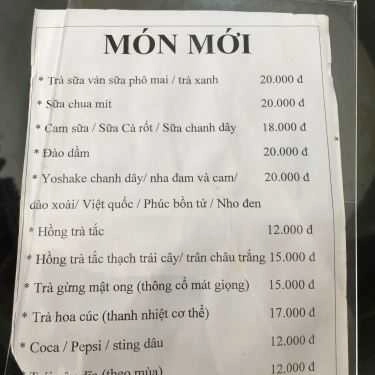 MÓN MỚI
* Trà sữa ván sữa phô mai / trà xanh 20.000 đ
* Sữa chua mít 20.000 đ
* Cam sữa / Sữa Cà rốt / Sữa chanh dây 18.000 đ
* Đào dầm 20.000 đ
* Yoshake chanh dây/ nha đam và cam/ 20.000 đ
dào xoài/ Việt quốc / Phúc bồn tử / Nho đen
* Hồng trà tắc 12.000 đ
* Hồng trà tắc thạch trái cây/ trân châu trắng 15.000 đ
* Trà gừng mật ong (thông cổ mát giọng) 15.000 đ
* Trà hoa cúc (thanh nhiệt cơ thể) 17.000 đ
* Coca / Pepsi / sting dâu 12.000 đ
(theo mùa) 12.000 đ